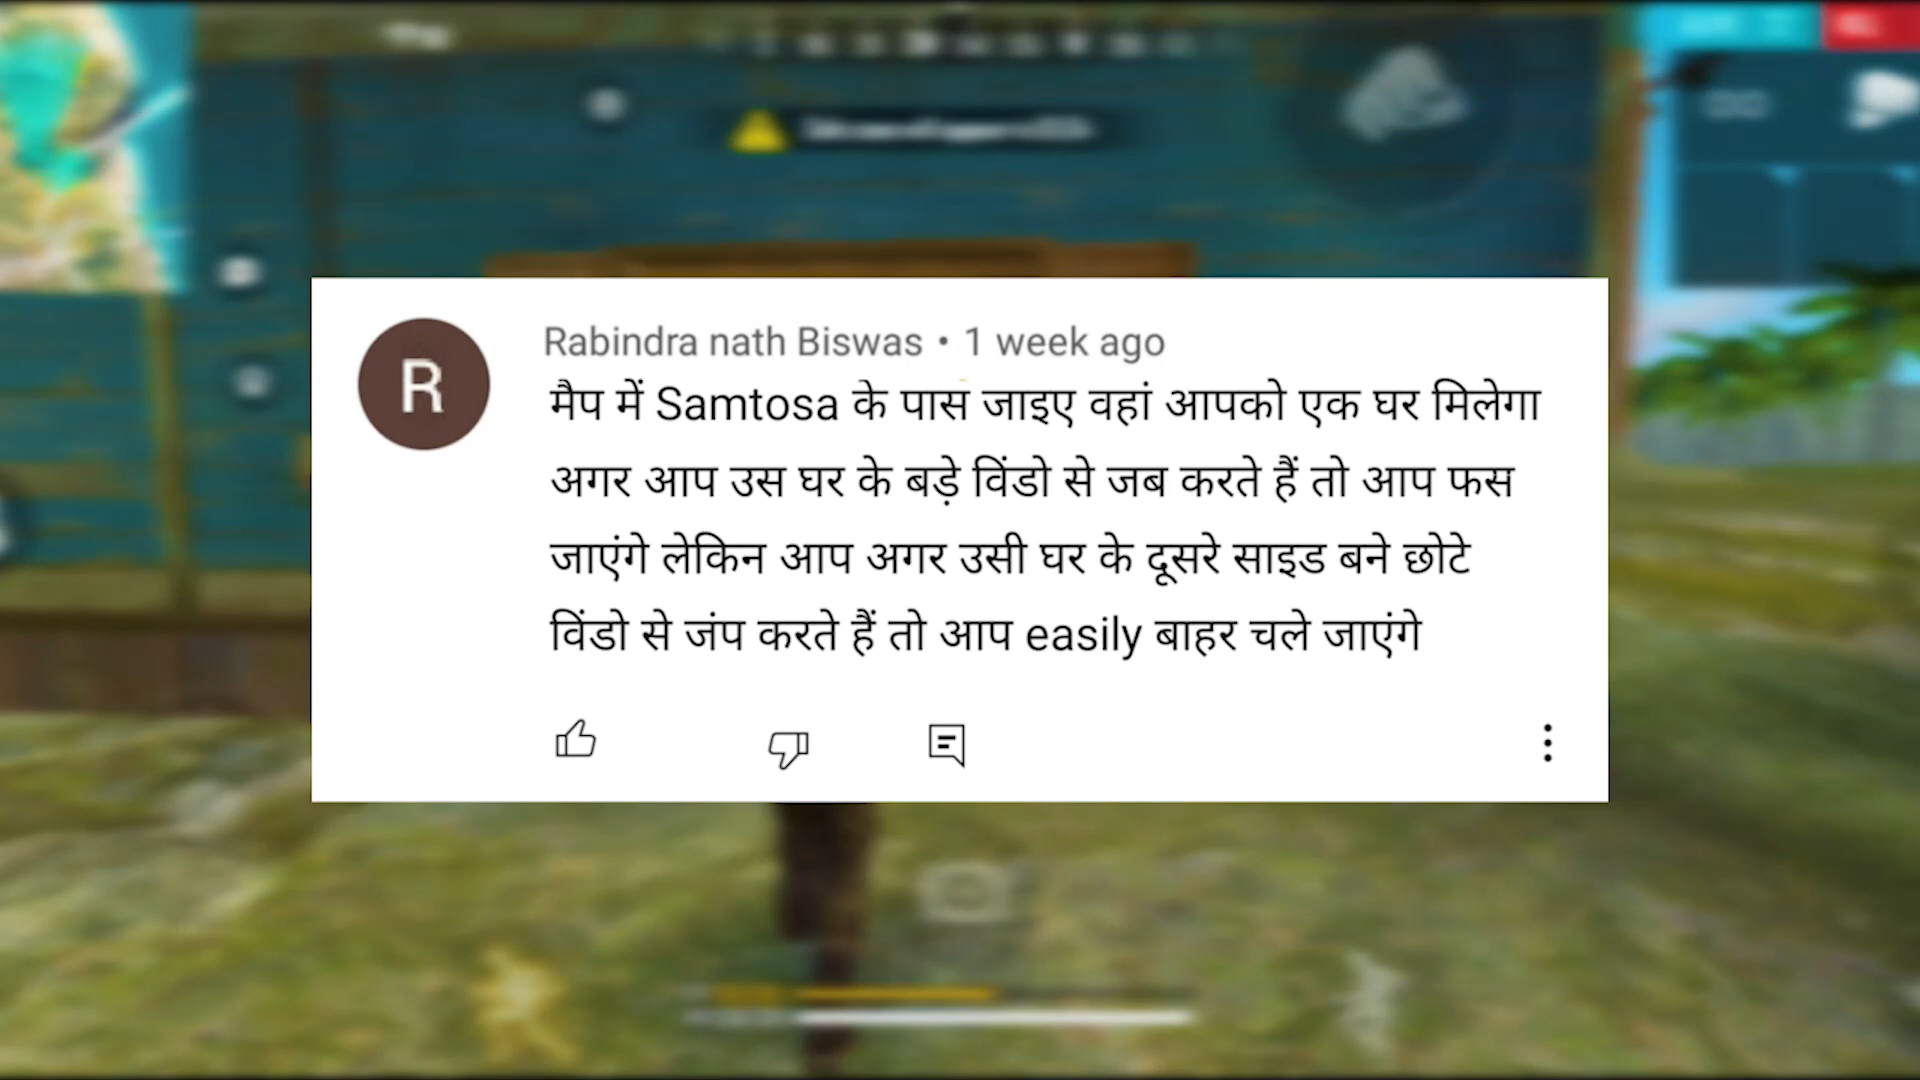 R
Rabindra nath Biswas • 1 week ago
मैप में Samtosa के पास जाइए वहां आपको एक घर मिलेगा
अगर आप उस घर के बड़े विंडो से जब करते हैं तो आप फस
जाएंगे लेकिन आप अगर उसी घर के दूसरे साइड बने छोटे
विंडो से जंप करते हैं तो आप easily बाहर चले जाएंगे